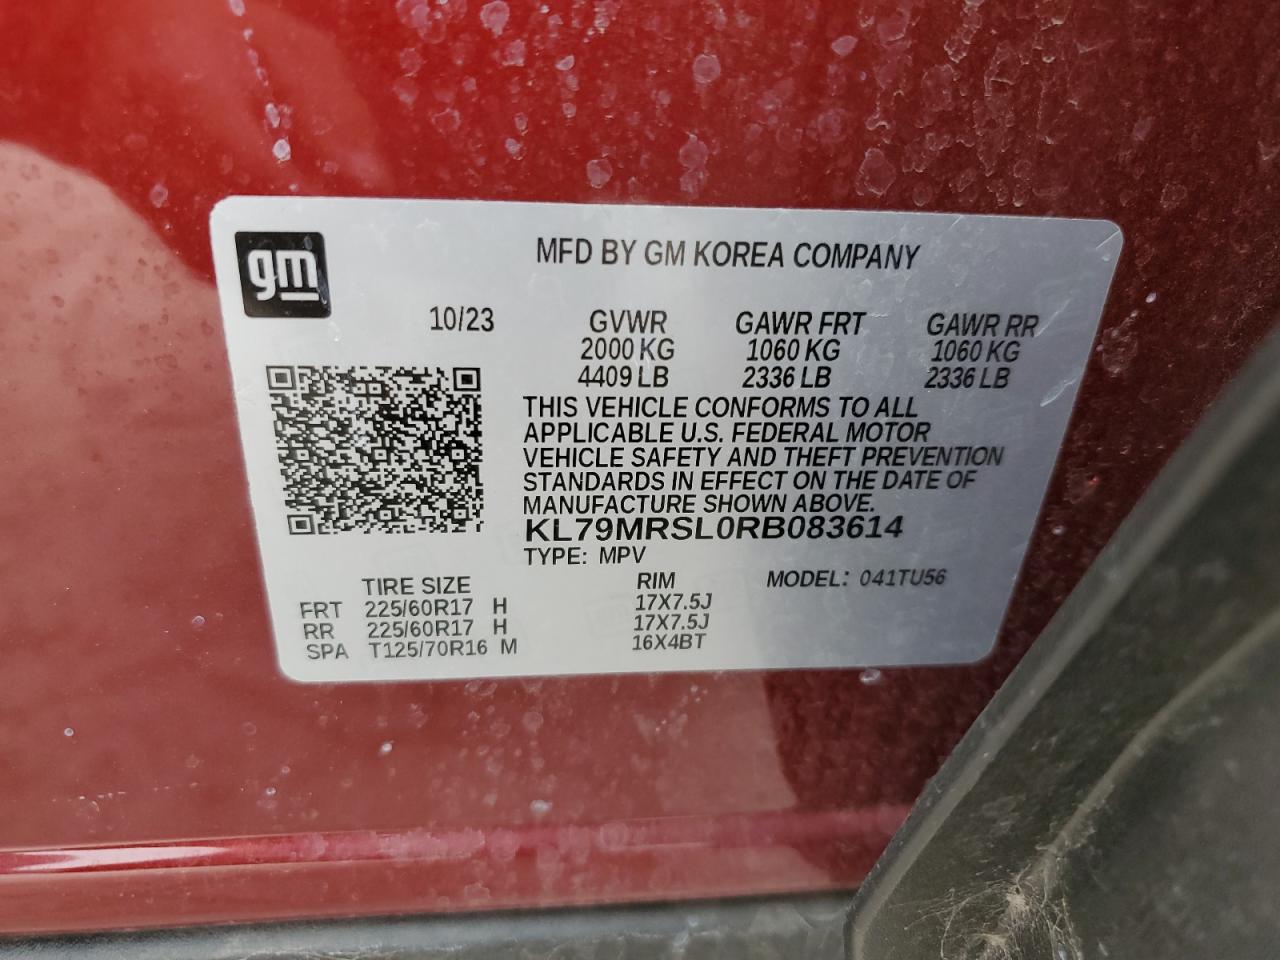 gm
MFD BY GM KOREA COMPANY
10/23 GVWR GAWR FRT GAWR RR
2000 KG 1060 KG 1060 KG
4409 LB 2336 LB 2336 LB
THIS VEHICLE CONFORMS TO ALL
APPLICABLE U.S. FEDERAL MOTOR
VEHICLE SAFETY AND THEFT PREVENTION
STANDARDS IN EFFECT ON THE DATE OF
MANUFACTURE SHOWN ABOVE.
KL79MRSL0RB083614
TYPE: MPV
TIRE SIZE RIM MODEL: 041TU56
FRT 225/60R17 H 17X7.5J
RR 225/60R17 H 17X7.5J
SPA T125/70R16 M 16X4BT